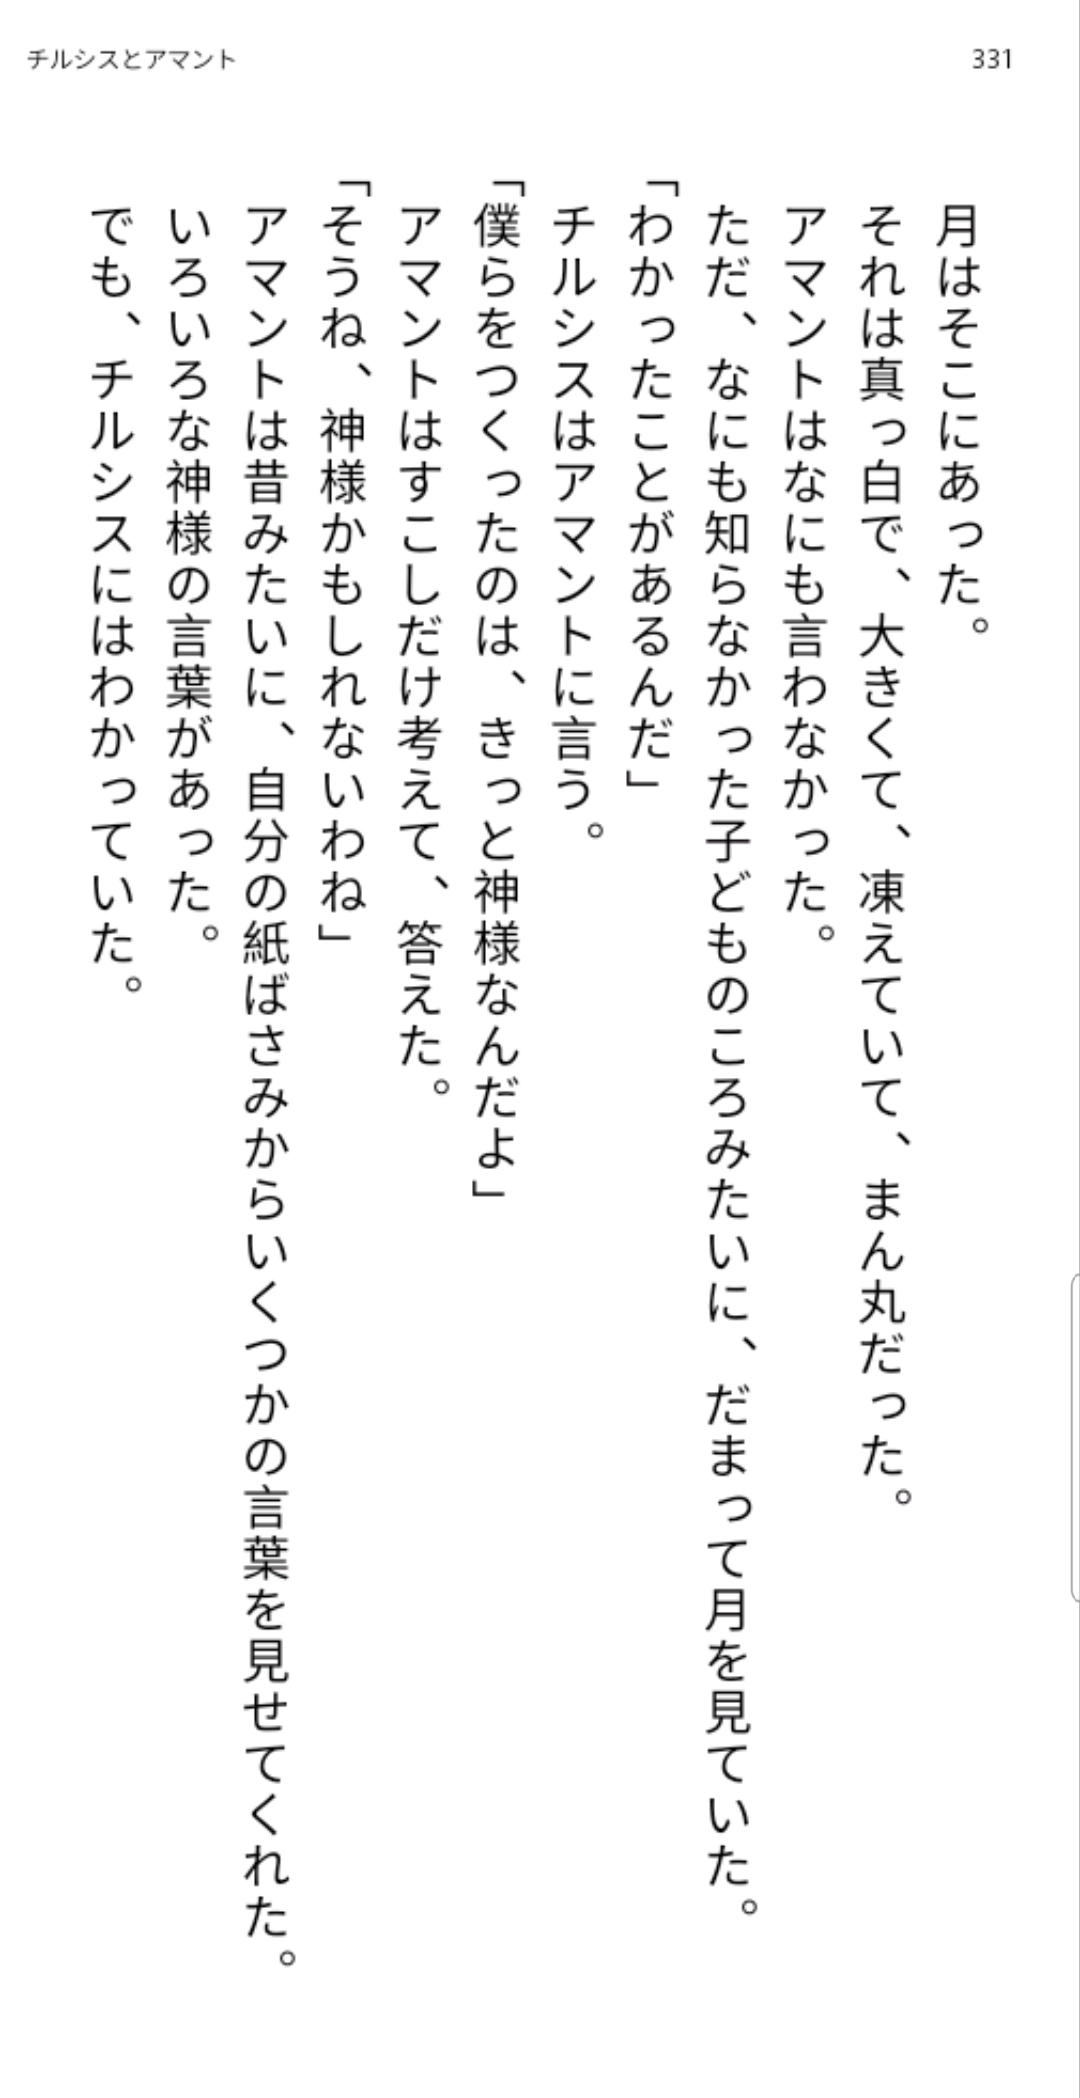 チルシスとアマント
331
月はそこにあった。
それは真っ白で、大きくて、凍えていて、まん丸だった。
アマントはなにも言わなかった。
ただ、なにも知らなかった子どものころみたいに、だまって月を見ていた。
「わかったことがあるんだ」
チルシスはアマントに言う。
「僕らをつくったのは、きっと神様なんだよ」
アマントはすこしだけ考えて、答えた。
「そうね、神様かもしれないわね」
アマントは昔みたいに、自分の紙ばさみからいくつかの言葉を見せてくれた。
いろいろな神様の言葉があった。
でも、チルシスにはわかっていた。